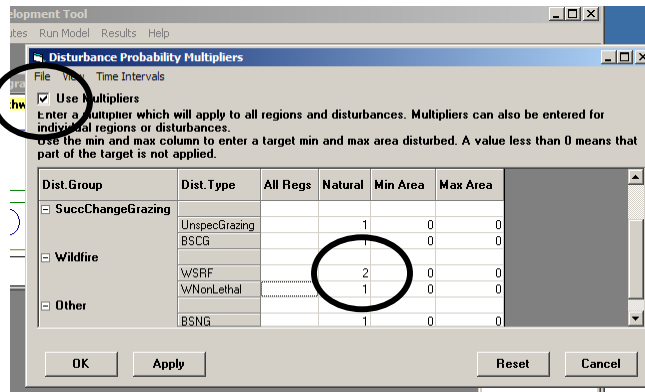 elopment Tool
utes Run Model Results Help
Disturbance Probability Multipliers
File View Time Intervals
Use Multipliers
Enter a multiplier which will apply to all regions and disturbances. Multipliers can also be entered for
individual regions or disturbances.
Use the min and max column to enter a target min and max area disturbed. A value less than 0 means that
part of the target is not applied.
Dist.Group Dist.Type All Regs Natural Min Area Max Area
SuccChangeGrazing
UnspecGrazing 1 0 0
BSCG 1 0 0
Wildfire
WSRF 2 0 0
WNonLethal 1 0 0
Other
BSNG 1 0 0
OK Apply Reset Cancel